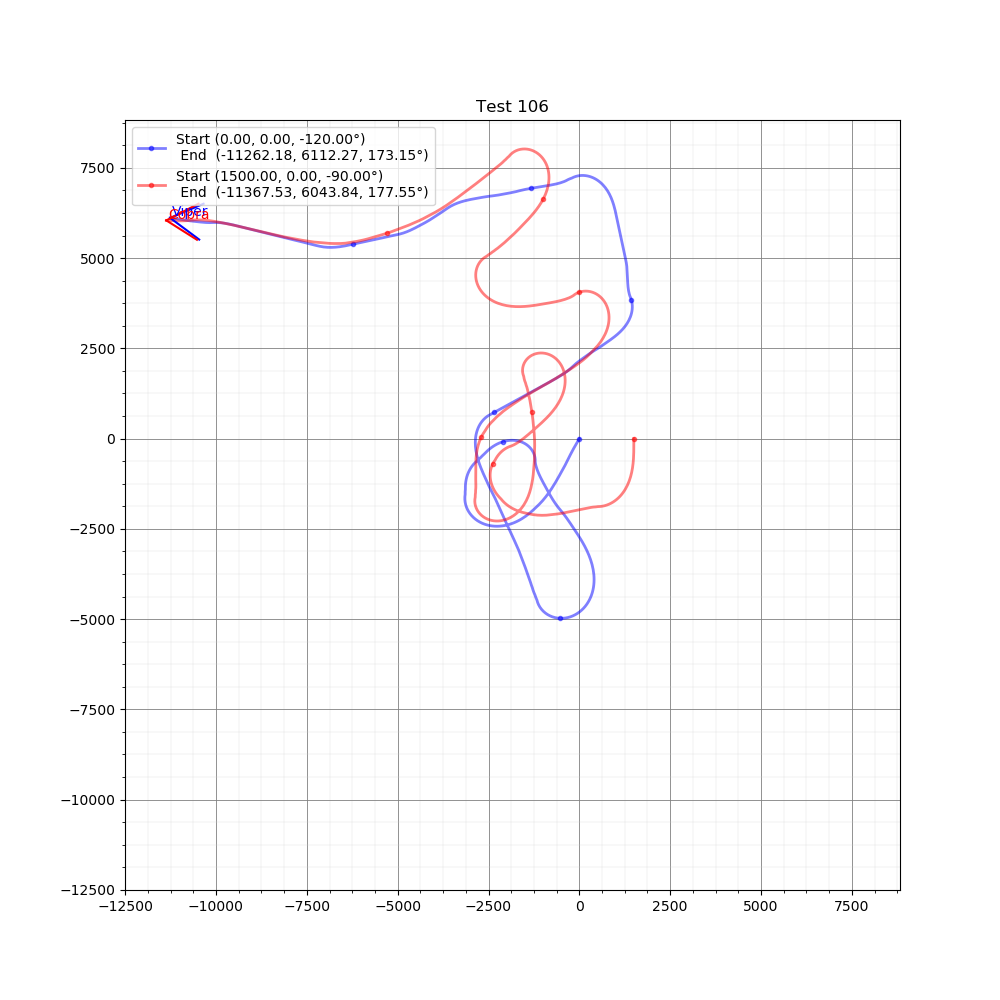 Test 106
Start (0.00, 0.00, -120.00°)
End  (-11262.18, 6112.27, 173.15°)
Start (1500.00, 0.00, -90.00°)
End  (-11367.53, 6043.84, 177.55°)
Viper
Cobra
7500
5000
2500
0
−2500
−5000
−7500
−10000
−12500
−12500 −10000 −7500 −5000 −2500 0 2500 5000 7500